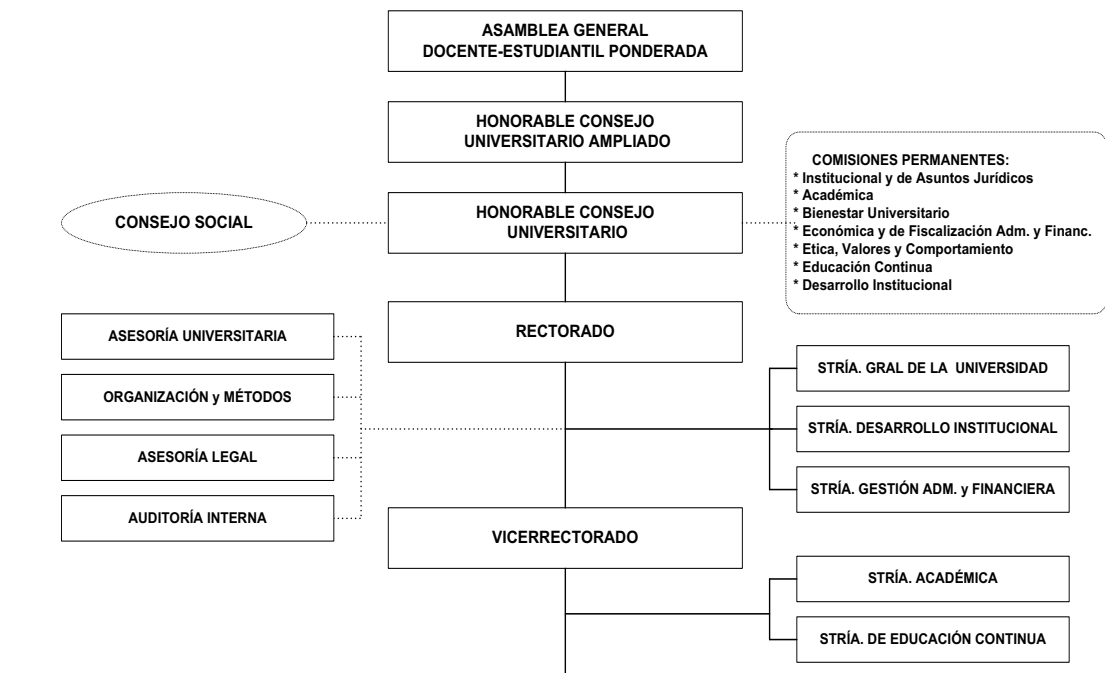 ASAMBLEA GENERAL
DOCENTE-ESTUDIANTIL PONDERADA
HONORABLE CONSEJO
UNIVERSITARIO AMPLIADO
COMISIONES PERMANENTES:
* Institucional y de Asuntos Jurídicos
* Académica
* Bienestar Universitario
* Económica y de Fiscalización Adm. y Financ.
* Etica, Valores y Comportamiento
* Educación Continua
* Desarrollo Institucional
CONSEJO SOCIAL
HONORABLE CONSEJO
UNIVERSITARIO
RECTORADO
ASESORÍA UNIVERSITARIA
ORGANIZACIÓN y MÉTODOS
ASESORÍA LEGAL
AUDITORÍA INTERNA
STRÍA. GRAL DE LA UNIVERSIDAD
STRÍA. DESARROLLO INSTITUCIONAL
STRÍA. GESTIÓN ADM. y FINANCIERA
VICERRECTORADO
STRÍA. ACADÉMICA
STRÍA. DE EDUCACIÓN CONTINUA